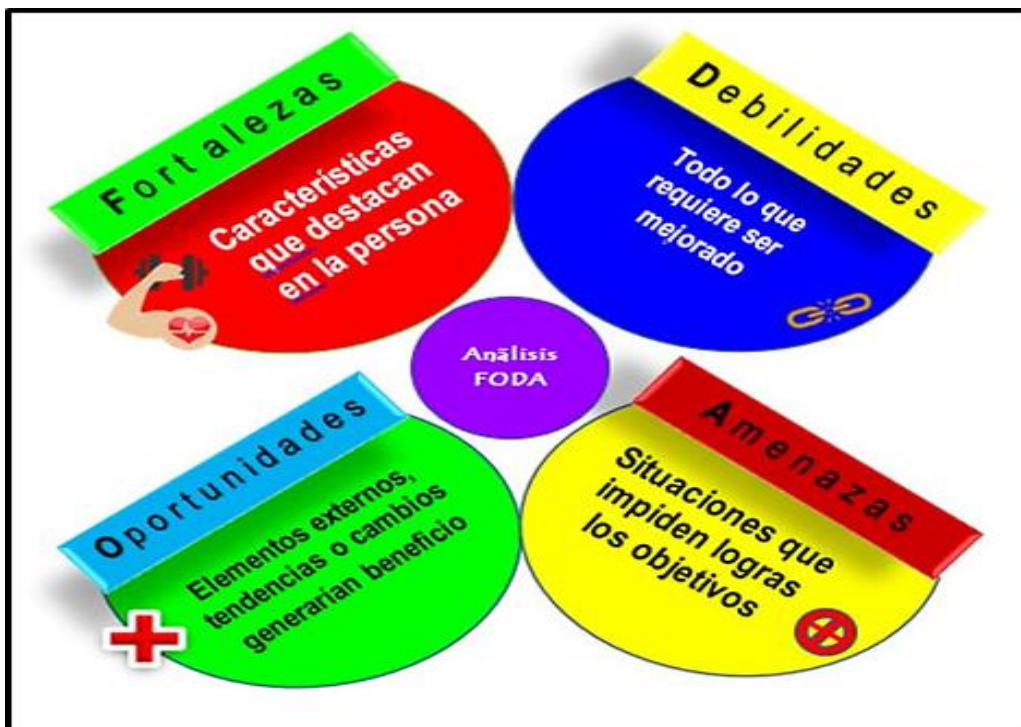 Fortalezas
Características
que destacan
en la persona
Debilidades
Todo lo que
requiere ser
mejorado
Análisis
FODA
Oportunidades
Elementos externos,
tendencias o cambios
generarían beneficio
Amenazas
Situaciones que
impiden logras
los objetivos